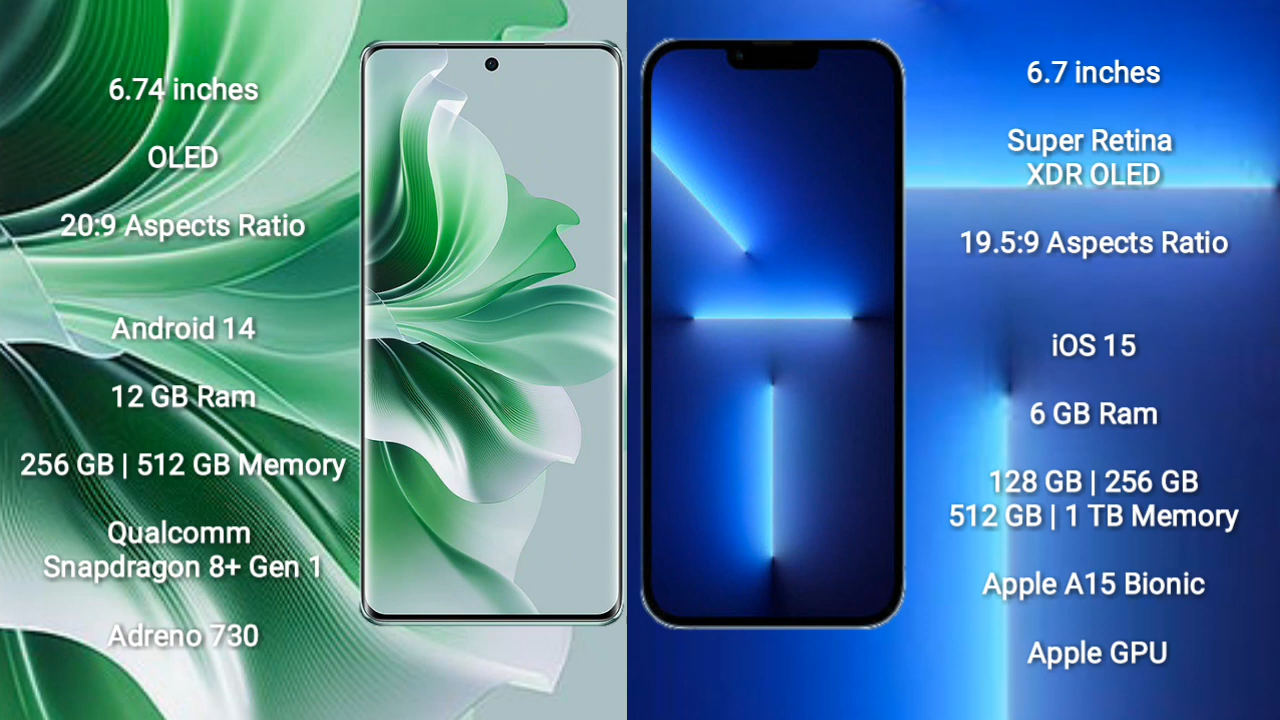 6.74 inches
OLED
20:9 Aspects Ratio
Android 14
12 GB Ram
256 GB | 512 GB Memory
Qualcomm
Snapdragon 8+ Gen 1
Adreno 730
6.7 inches
Super Retina
XDR OLED
19.5:9 Aspects Ratio
iOS 15
6 GB Ram
128 GB | 256 GB
512 GB | 1 TB Memory
Apple A15 Bionic
Apple GPU